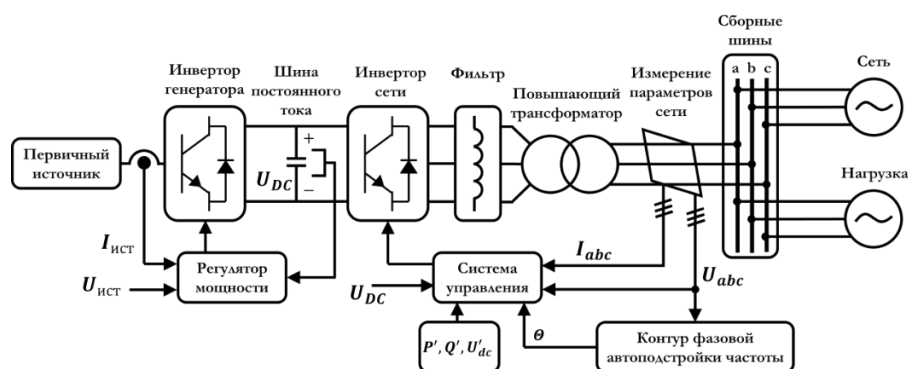 Сборные
шины
a b c
Инвертор
генератора
Шина
постоянного
тока
Инвертор
сети
Фильтр
Повышающий
трансформатор
Измерение
параметров
сети
Сеть
Первичный
источник
+
U_DC
−
Нагрузка
I_ист
U_ист
Регулятор
мощности
U_DC
Система
управления
I_abc
U_abc
P', Q', U'_dc
Θ
Контур фазовой
автоподстройки частоты